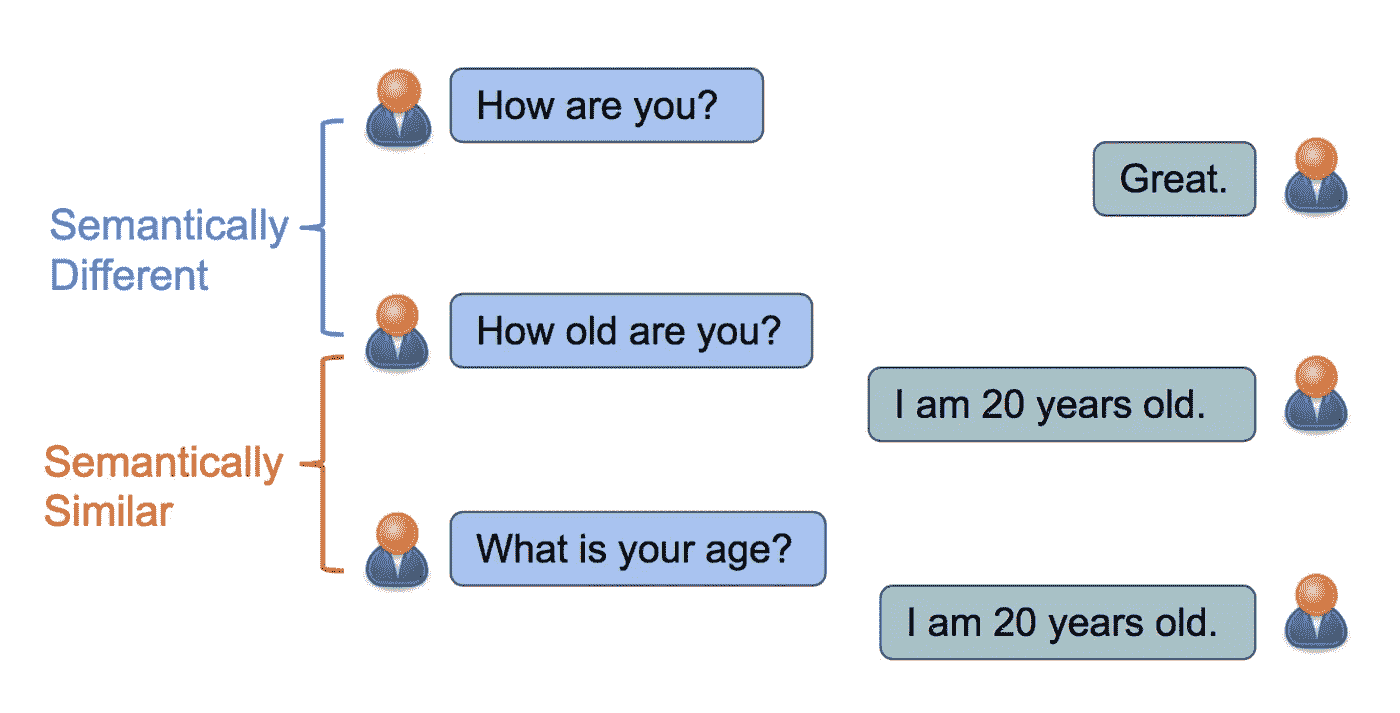 How are you?
Great.
Semantically
Different
How old are you?
I am 20 years old.
Semantically
Similar
What is your age?
I am 20 years old.